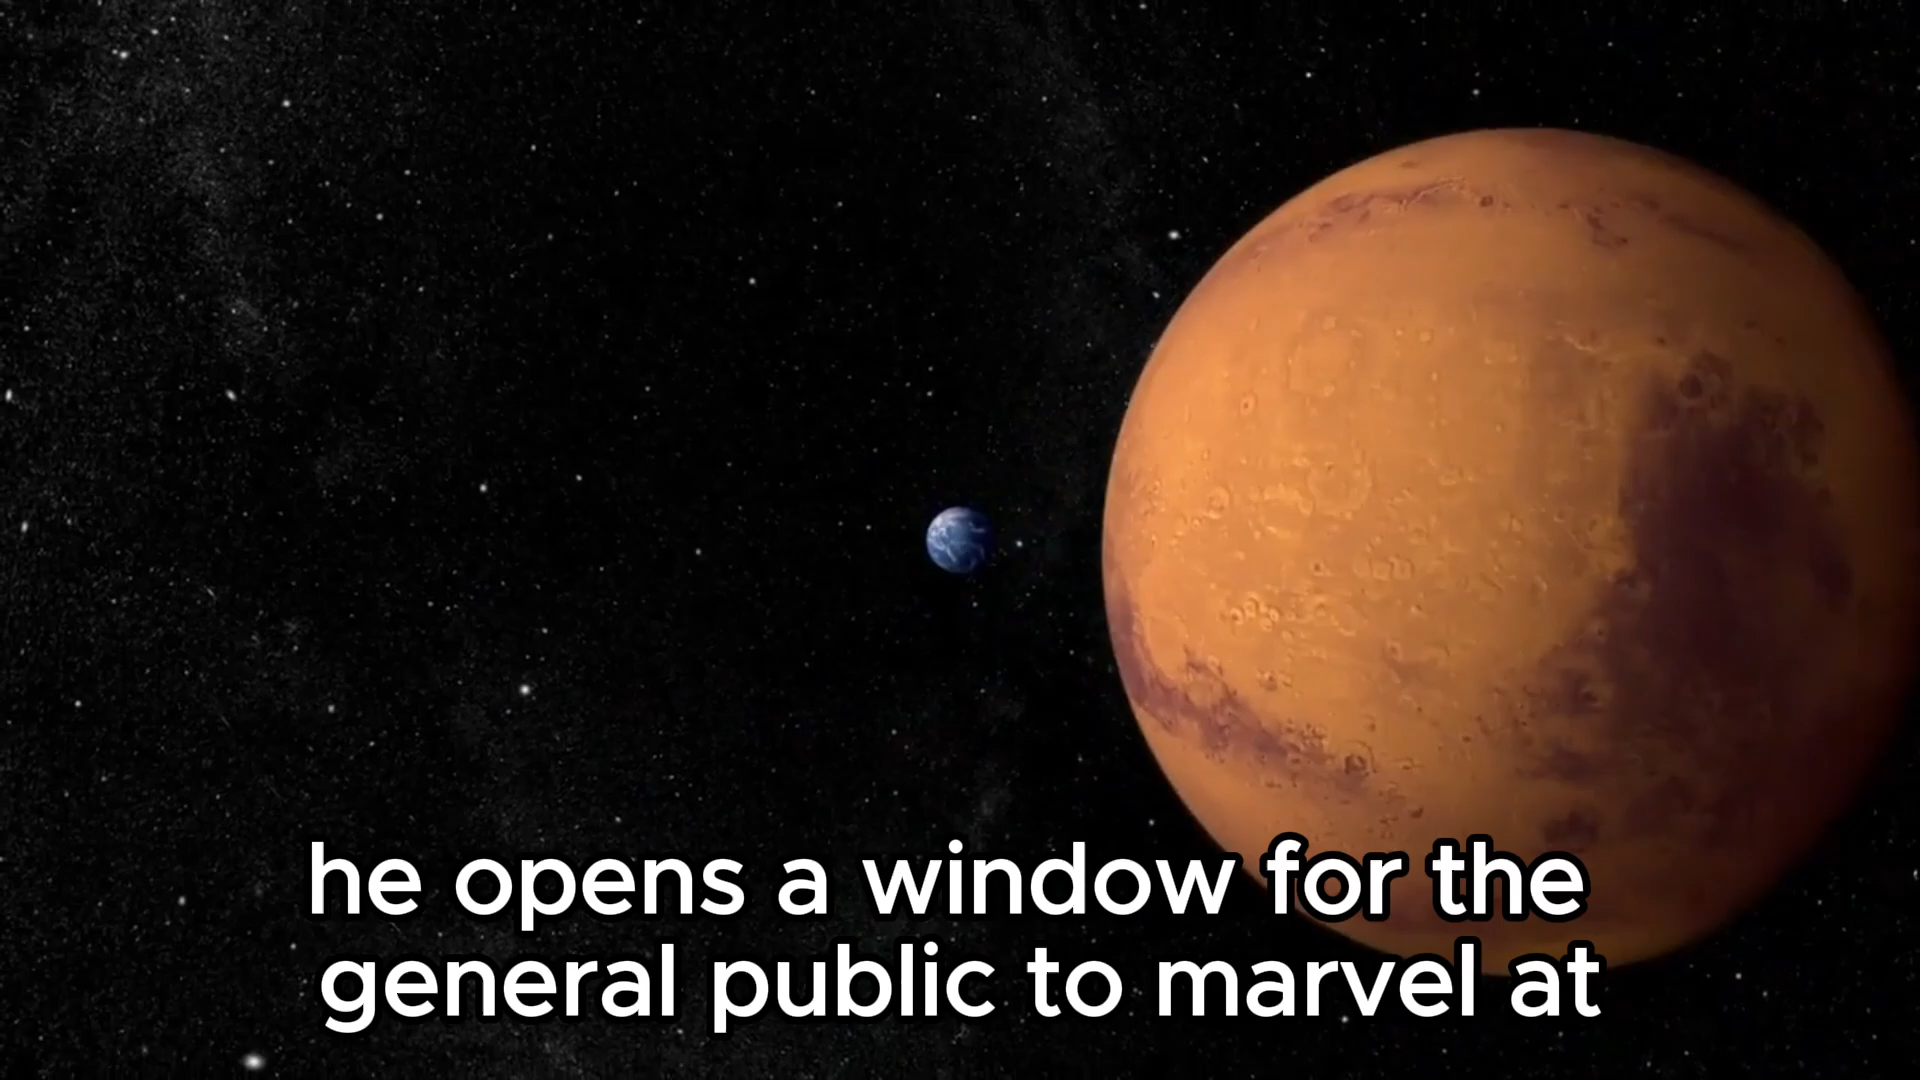 he opens a window for the
general public to marvel at